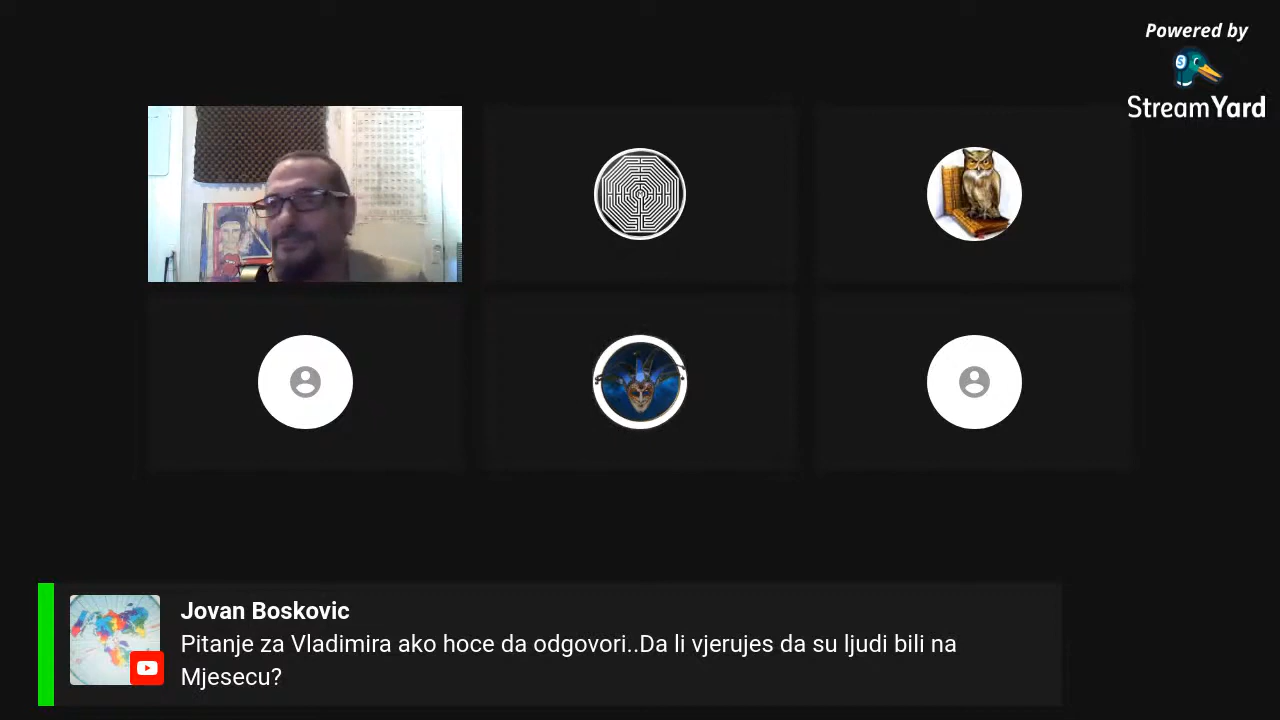 Powered by
StreamYard
Jovan Boskovic
Pitanje za Vladimira ako hoce da odgovori..Da li vjerujes da su ljudi bili na
Mjesecu?